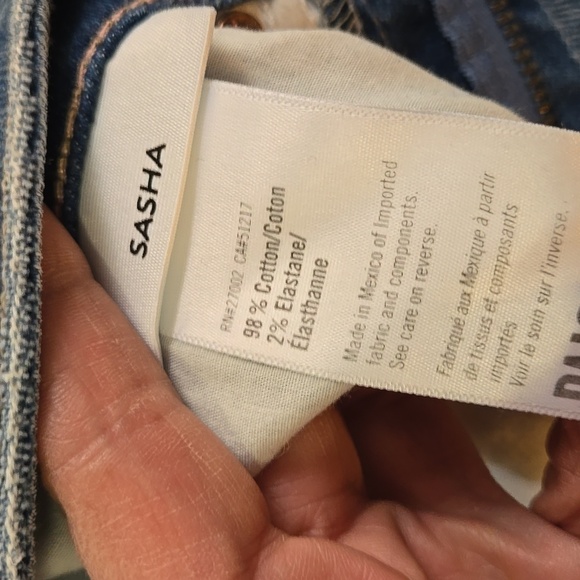 SASHA
RN#27002 CA#51217
98% Cotton/Coton
2% Elastane/
Élasthanne
Made in Mexico of Imported
fabric and components.
See care on reverse.
Fabriqué aux Mexique à partir
de tissus et composants
importés
Voir le soin sur l'inverse.